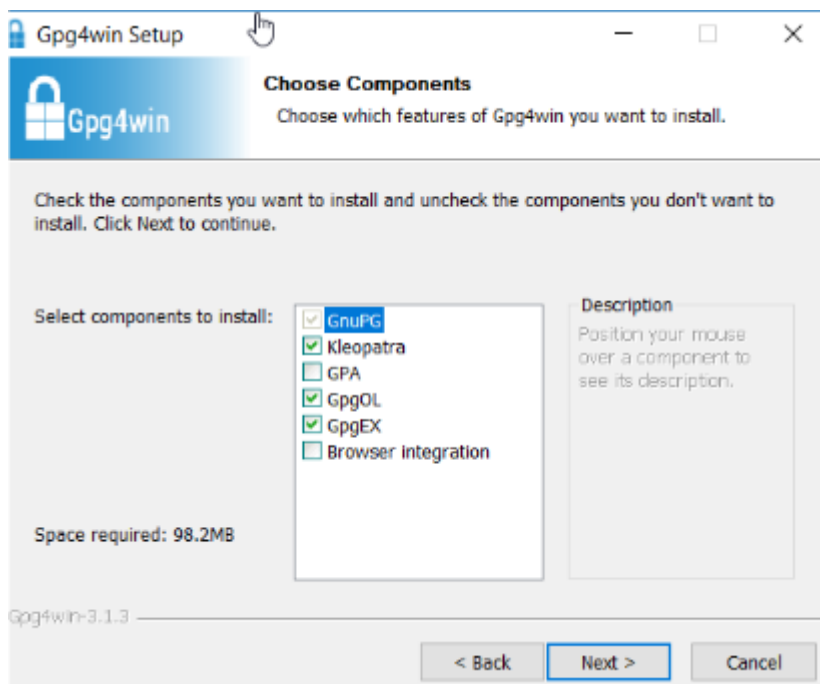 Gpg4win Setup
Gpg4win
Choose Components
Choose which features of Gpg4win you want to install.
Check the components you want to install and uncheck the components you don't want to
install. Click Next to continue.
Select components to install:
GnuPG
Kleopatra
GPA
GpgOL
GpgEX
Browser integration
Description
Position your mouse
over a component to
see its description.
Space required: 98.2MB
Gpg4win-3.1.3
< Back
Next >
Cancel